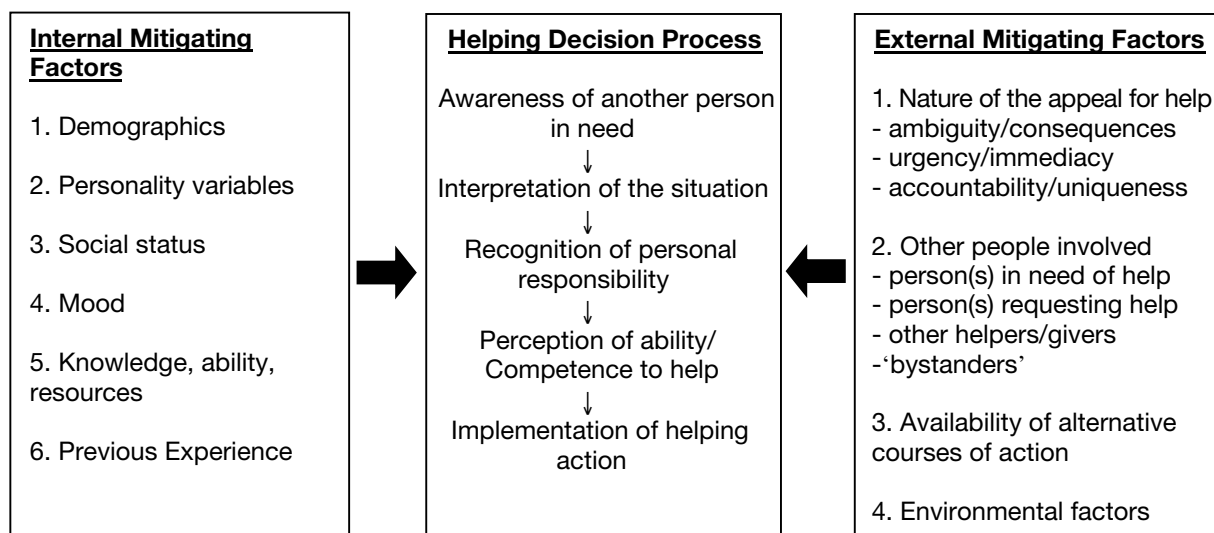 Internal Mitigating
Factors
1. Demographics
2. Personality variables
3. Social status
4. Mood
5. Knowledge, ability,
resources
6. Previous Experience
Helping Decision Process
Awareness of another person
in need
↓
Interpretation of the situation
↓
Recognition of personal
responsibility
↓
Perception of ability/
Competence to help
↓
Implementation of helping
action
External Mitigating Factors
1. Nature of the appeal for help
- ambiguity/consequences
- urgency/immediacy
- accountability/uniqueness
2. Other people involved
- person(s) in need of help
- person(s) requesting help
- other helpers/givers
-‘bystanders’
3. Availability of alternative
courses of action
4. Environmental factors